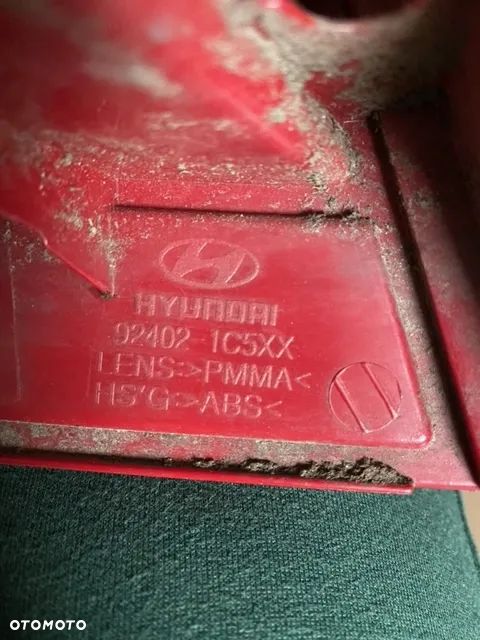 HYUNDAI
92402 1C5XX
LENS:>PMMA<
HS'G:>ABS<
OTOMOTO